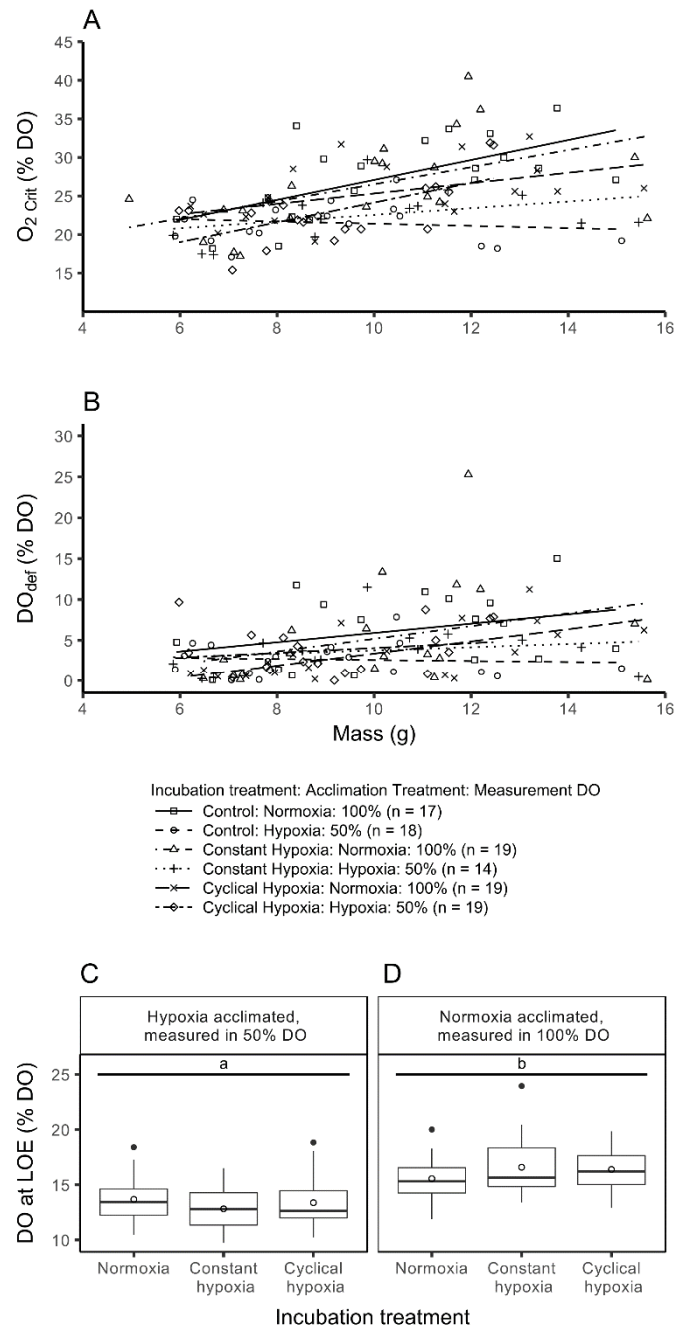 A
O2 Crit (% DO)
45
40
35
30
25
20
15
4
6
8
10
12
14
16
B
DOdef (% DO)
30
25
20
15
10
5
0
4
6
8
10
12
14
16
Mass (g)
Incubation treatment: Acclimation Treatment: Measurement DO
Control: Normoxia: 100% (n = 17)
Control: Hypoxia: 50% (n = 18)
Constant Hypoxia: Normoxia: 100% (n = 19)
Constant Hypoxia: Hypoxia: 50% (n = 14)
Cyclical Hypoxia: Normoxia: 100% (n = 19)
Cyclical Hypoxia: Hypoxia: 50% (n = 19)
C
D
Hypoxia acclimated,
measured in 50% DO
Normoxia acclimated,
measured in 100% DO
a
b
DO at LOE (% DO)
25
20
15
10
Normoxia
Constant
hypoxia
Cyclical
hypoxia
Normoxia
Constant
hypoxia
Cyclical
hypoxia
Incubation treatment